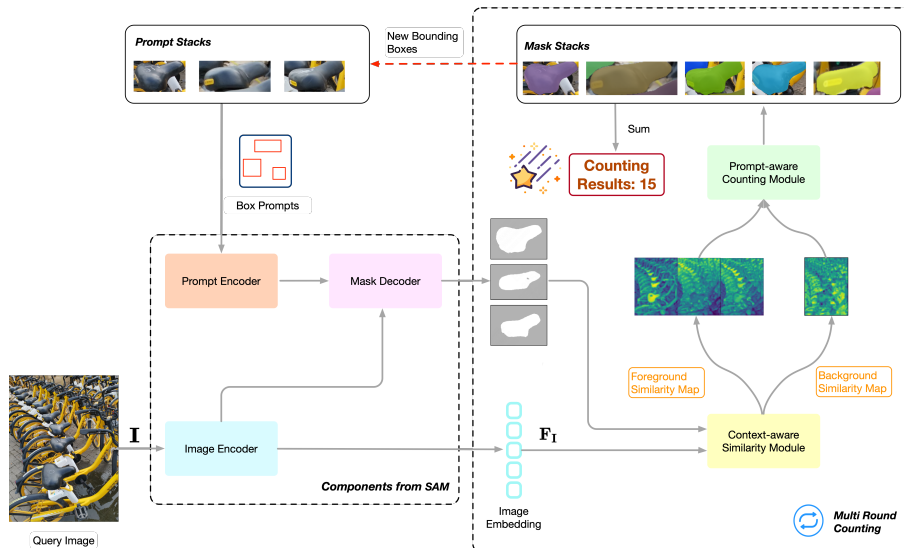 Prompt Stacks
New Bounding
Boxes
Mask Stacks
Sum
Counting
Results: 15
Prompt-aware
Counting Module
Box Prompts
Prompt Encoder
Mask Decoder
Foreground
Similarity Map
Background
Similarity Map
I
Image Encoder
F_I
Context-aware
Similarity Module
Components from SAM
Image
Embedding
Multi Round
Counting
Query Image